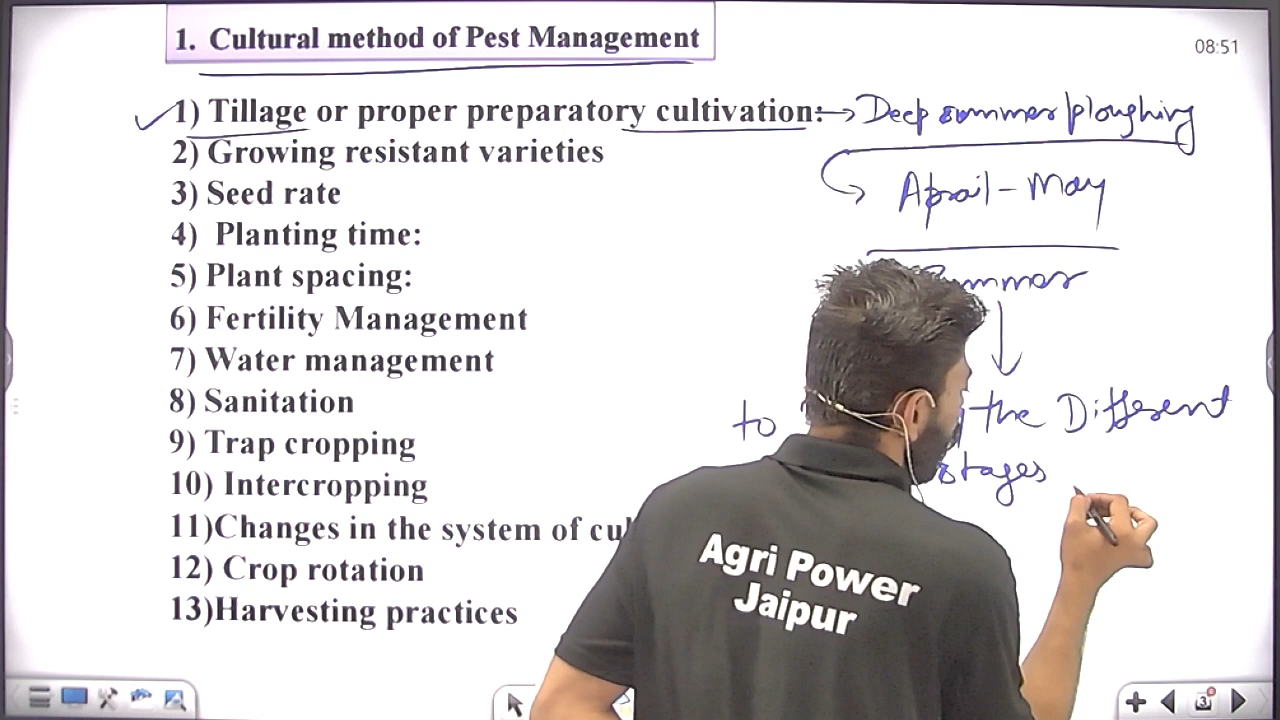 1. Cultural method of Pest Management
08:51
1) Tillage or proper preparatory cultivation:→ Deep summer ploughing
2) Growing resistant varieties
April - May
3) Seed rate
4) Planting time:
5) Plant spacing:
6) Fertility Management
7) Water management
8) Sanitation
to the Different
9) Trap cropping
stages
10) Intercropping
11)Changes in the system of
12) Crop rotation
13)Harvesting practices
Agri Power
Jaipur
3